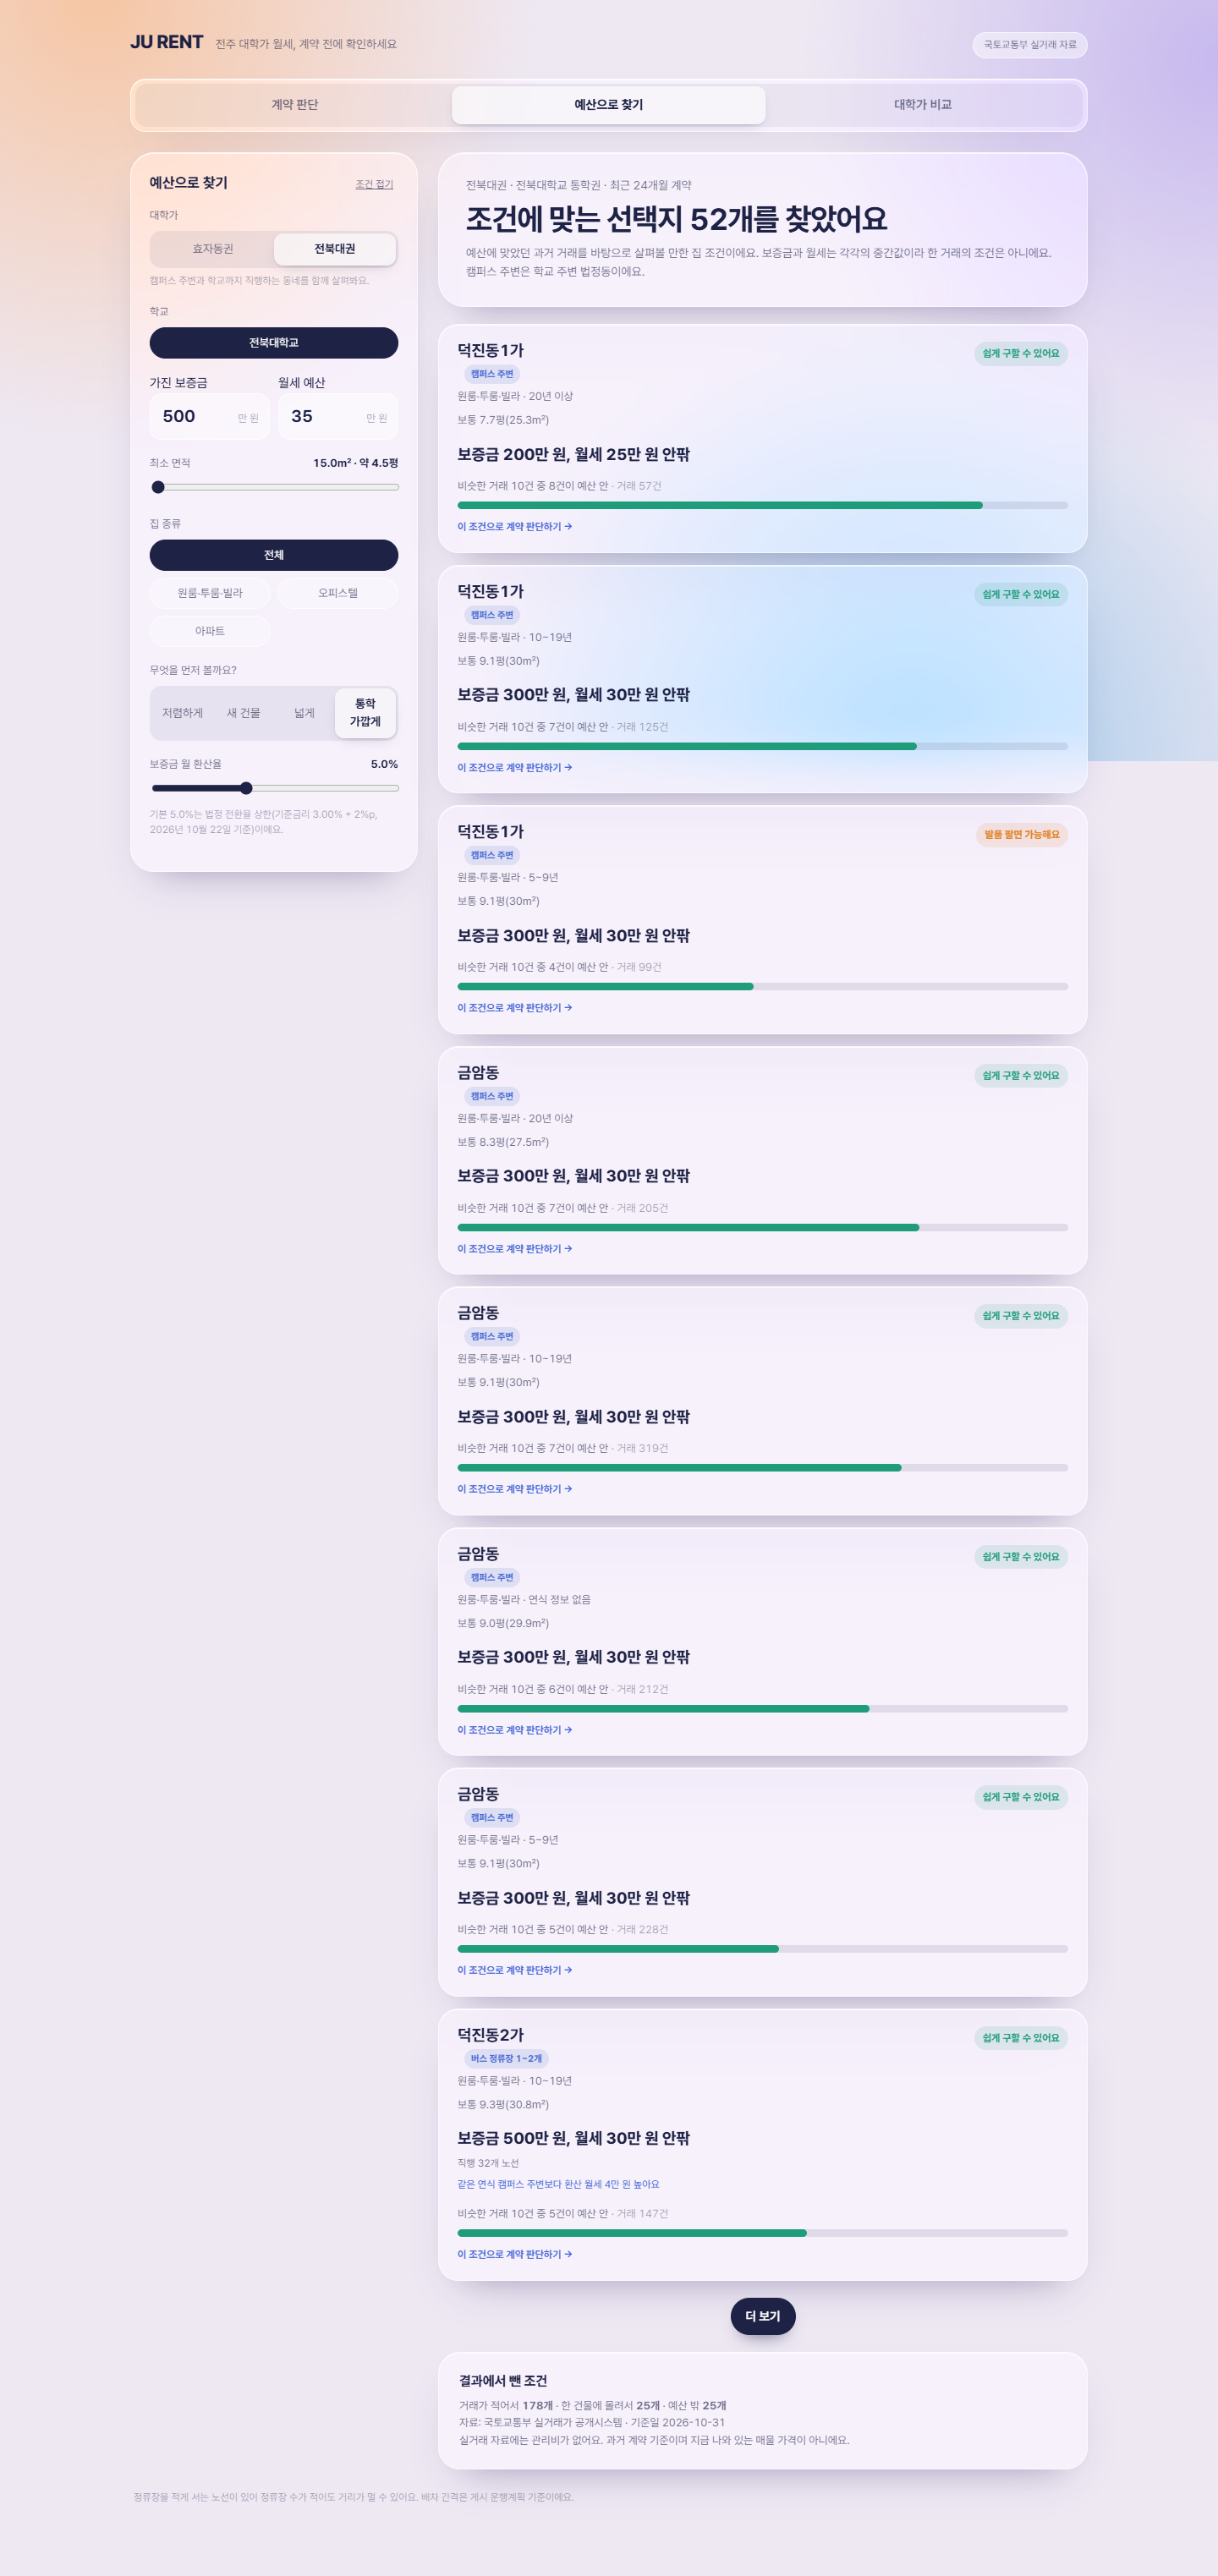 JU RENT 전주 대학가 월세, 계약 전에 확인하세요
국토교통부 실거래 자료
계약 판단
예산으로 찾기
대학가 비교
예산으로 찾기
조건 접기
대학가
효자동권
전북대권
캠퍼스 주변과 학교까지 직행하는 동네를 함께 살펴봐요.
학교
전북대학교
가진 보증금
월세 예산
500 만 원
35 만 원
최소 면적
15.0m² · 약 4.5평
집 종류
전체
원룸·투룸·빌라
오피스텔
아파트
무엇을 먼저 볼까요?
저렴하게
새 건물
넓게
통학
가깝게
보증금 월 환산율
5.0%
기본 5.0%는 법정 전환율 상한(기준금리 3.00% + 2%p,
2026년 10월 22일 기준)이에요.
전북대권 · 전북대학교 통학권 · 최근 24개월 계약
조건에 맞는 선택지 52개를 찾았어요
예산에 맞았던 과거 거래를 바탕으로 살펴볼 만한 집 조건이에요. 보증금과 월세는 각각의 중간값이라 한 거래의 조건은 아니에요.
캠퍼스 주변은 학교 주변 법정동이에요.
덕진동1가
쉽게 구할 수 있어요
캠퍼스 주변
원룸·투룸·빌라 · 20년 이상
보통 7.7평(25.3m²)
보증금 200만 원, 월세 25만 원 안팎
비슷한 거래 10건 중 8건이 예산 안 · 거래 57건
이 조건으로 계약 판단하기 →
덕진동1가
쉽게 구할 수 있어요
캠퍼스 주변
원룸·투룸·빌라 · 10~19년
보통 9.1평(30m²)
보증금 300만 원, 월세 30만 원 안팎
비슷한 거래 10건 중 7건이 예산 안 · 거래 125건
이 조건으로 계약 판단하기 →
덕진동1가
발품 팔면 가능해요
캠퍼스 주변
원룸·투룸·빌라 · 5~9년
보통 9.1평(30m²)
보증금 300만 원, 월세 30만 원 안팎
비슷한 거래 10건 중 4건이 예산 안 · 거래 99건
이 조건으로 계약 판단하기 →
금암동
쉽게 구할 수 있어요
캠퍼스 주변
원룸·투룸·빌라 · 20년 이상
보통 8.3평(27.5m²)
보증금 300만 원, 월세 30만 원 안팎
비슷한 거래 10건 중 7건이 예산 안 · 거래 205건
이 조건으로 계약 판단하기 →
금암동
쉽게 구할 수 있어요
캠퍼스 주변
원룸·투룸·빌라 · 10~19년
보통 9.1평(30m²)
보증금 300만 원, 월세 30만 원 안팎
비슷한 거래 10건 중 7건이 예산 안 · 거래 319건
이 조건으로 계약 판단하기 →
금암동
쉽게 구할 수 있어요
캠퍼스 주변
원룸·투룸·빌라 · 연식 정보 없음
보통 9.0평(29.9m²)
보증금 300만 원, 월세 30만 원 안팎
비슷한 거래 10건 중 6건이 예산 안 · 거래 212건
이 조건으로 계약 판단하기 →
금암동
쉽게 구할 수 있어요
캠퍼스 주변
원룸·투룸·빌라 · 5~9년
보통 9.1평(30m²)
보증금 300만 원, 월세 30만 원 안팎
비슷한 거래 10건 중 5건이 예산 안 · 거래 228건
이 조건으로 계약 판단하기 →
덕진동2가
쉽게 구할 수 있어요
버스 정류장 1~2개
원룸·투룸·빌라 · 10~19년
보통 9.3평(30.8m²)
보증금 500만 원, 월세 30만 원 안팎
직행 32개 노선
같은 연식 캠퍼스 주변보다 환산 월세 4만 원 높아요
비슷한 거래 10건 중 5건이 예산 안 · 거래 147건
이 조건으로 계약 판단하기 →
더 보기
결과에서 뺀 조건
거래가 적어서 178개 · 한 건물에 몰려서 25개 · 예산 밖 25개
자료: 국토교통부 실거래가 공개시스템 · 기준일 2026-10-31
실거래 자료에는 관리비가 없어요. 과거 계약 기준이며 지금 나와 있는 매물 가격이 아니에요.
정류장을 적게 서는 노선이 있어 정류장 수가 적어도 거리가 멀 수 있어요. 배차 간격은 게시 운행계획 기준이에요.